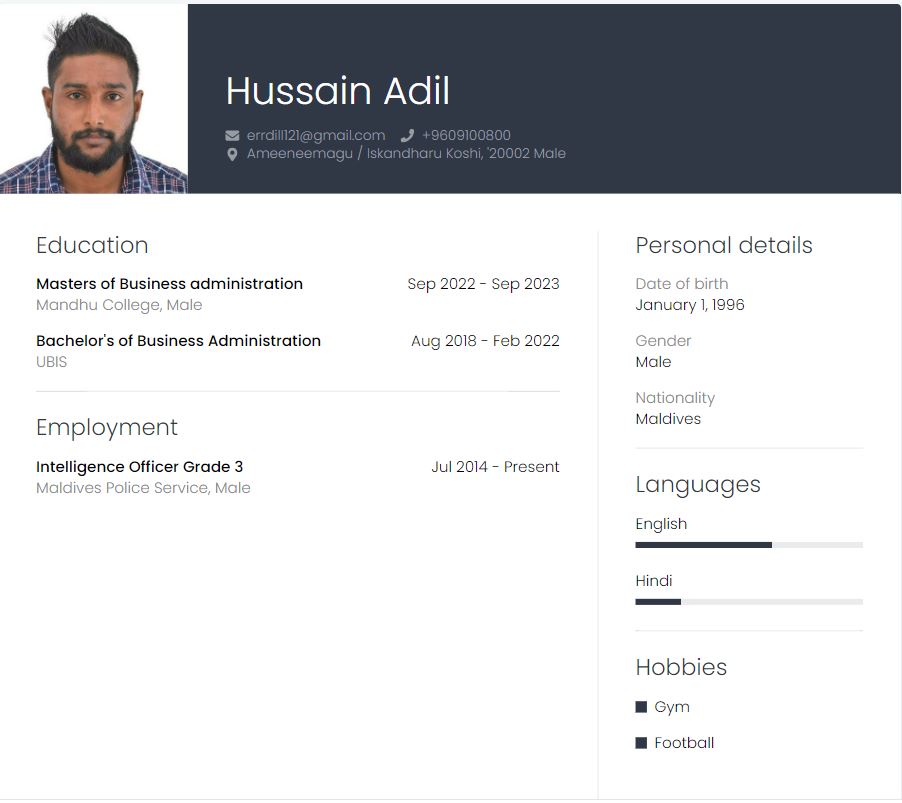 Hussain Adil
errdill121@gmail.com +9609100800
Ameeneemagu / Iskandharu Koshi, '20002 Male
Education
Masters of Business administration Sep 2022 - Sep 2023
Mandhu College, Male
Bachelor's of Business Administration Aug 2018 - Feb 2022
UBIS
Employment
Intelligence Officer Grade 3 Jul 2014 - Present
Maldives Police Service, Male
Personal details
Date of birth
January 1, 1996
Gender
Male
Nationality
Maldives
Languages
English
Hindi
Hobbies
Gym
Football